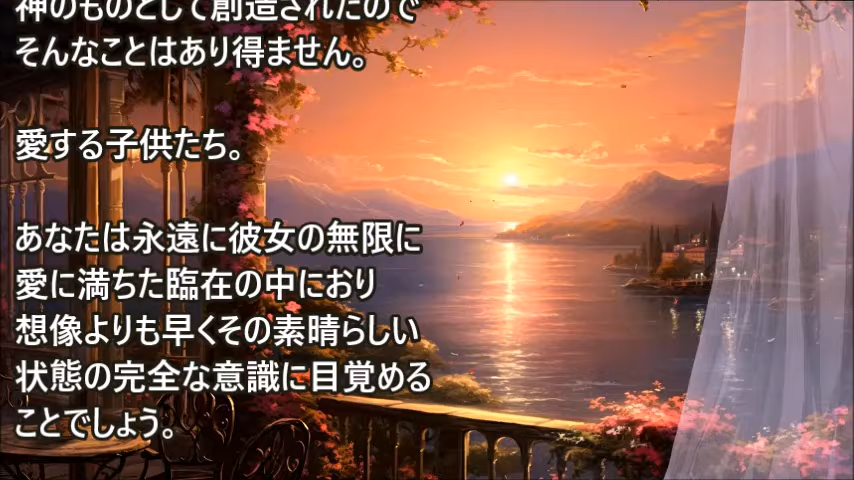 神のものとして創造されたので
そんなことはあり得ません。
愛する子供たち。
あなたは永遠に彼女の無限に
愛に満ちた臨在の中におり
想像よりも早くその素晴らしい
状態の完全な意識に目覚める
ことでしょう。